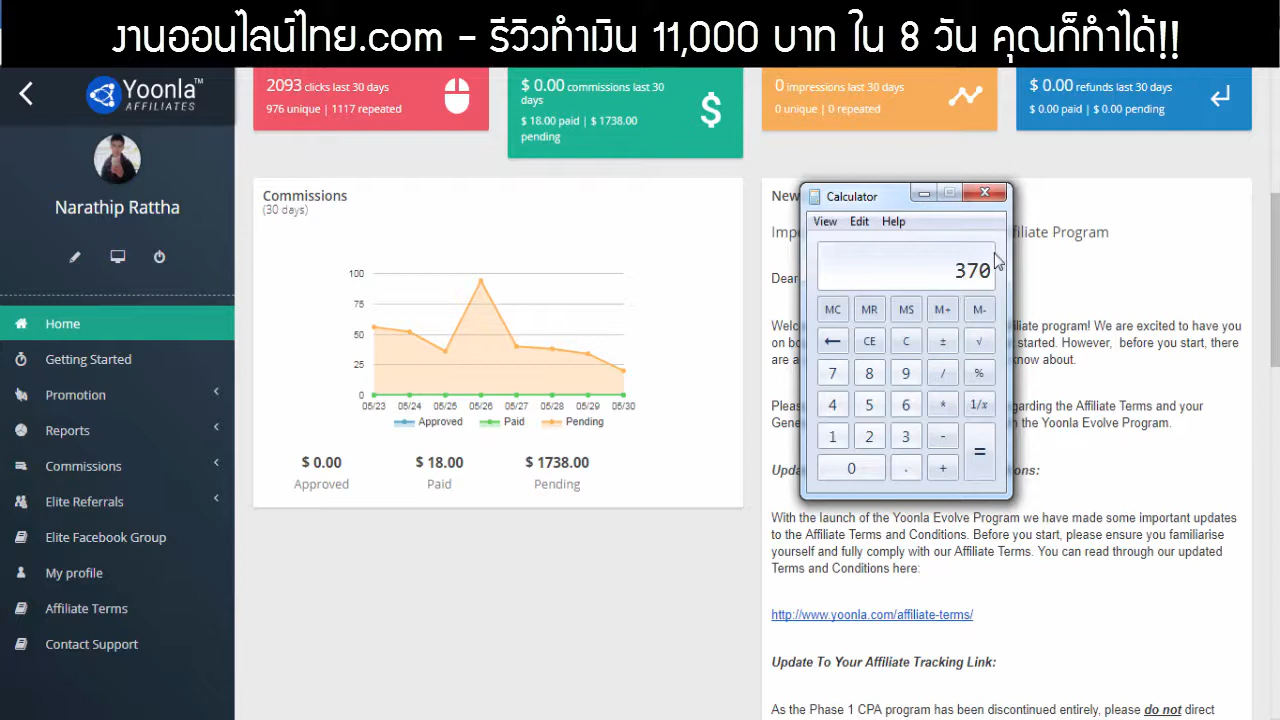 งานออนไลน์ไทย.com - รีวิวทำเงิน 11,000 บาท ใน 8 วัน คุณก็ทำได้!!
Yoonla™
AFFILIATES
Narathip Rattha
Home
Getting Started
Promotion
Reports
Commissions
Elite Referrals
Elite Facebook Group
My profile
Affiliate Terms
Contact Support
2093 clicks last 30 days
976 unique | 1117 repeated
$ 0.00 commissions last 30
days
$ 18.00 paid | $ 1738.00
pending
0 impressions last 30 days
0 unique | 0 repeated
$ 0.00 refunds last 30 days
$ 0.00 paid | $ 0.00 pending
Commissions
(30 days)
100
75
50
25
0
05/23 05/24 05/25 05/26 05/27 05/28 05/29 05/30
Approved Paid Pending
$ 0.00 $ 18.00 $ 1738.00
Approved Paid Pending
Calculator
View Edit Help
370
MC MR MS M+ M-
← CE C ± √
7 8 9 / %
4 5 6 * 1/x
1 2 3 - =
0 . +
filiate Program
Dear
iliate program! We are excited to have you
on started. However, before you start, there
are know about.
garding the Affiliate Terms and your
the Yoonla Evolve Program.
With the launch of the Yoonla Evolve Program we have made some important updates
to the Affiliate Terms and Conditions. Before you start, please ensure you familiarise
yourself and fully comply with our Affiliate Terms. You can read through our updated
Terms and Conditions here:
http://www.yoonla.com/affiliate-terms/
Update To Your Affiliate Tracking Link:
As the Phase 1 CPA program has been discontinued entirely, please do not direct